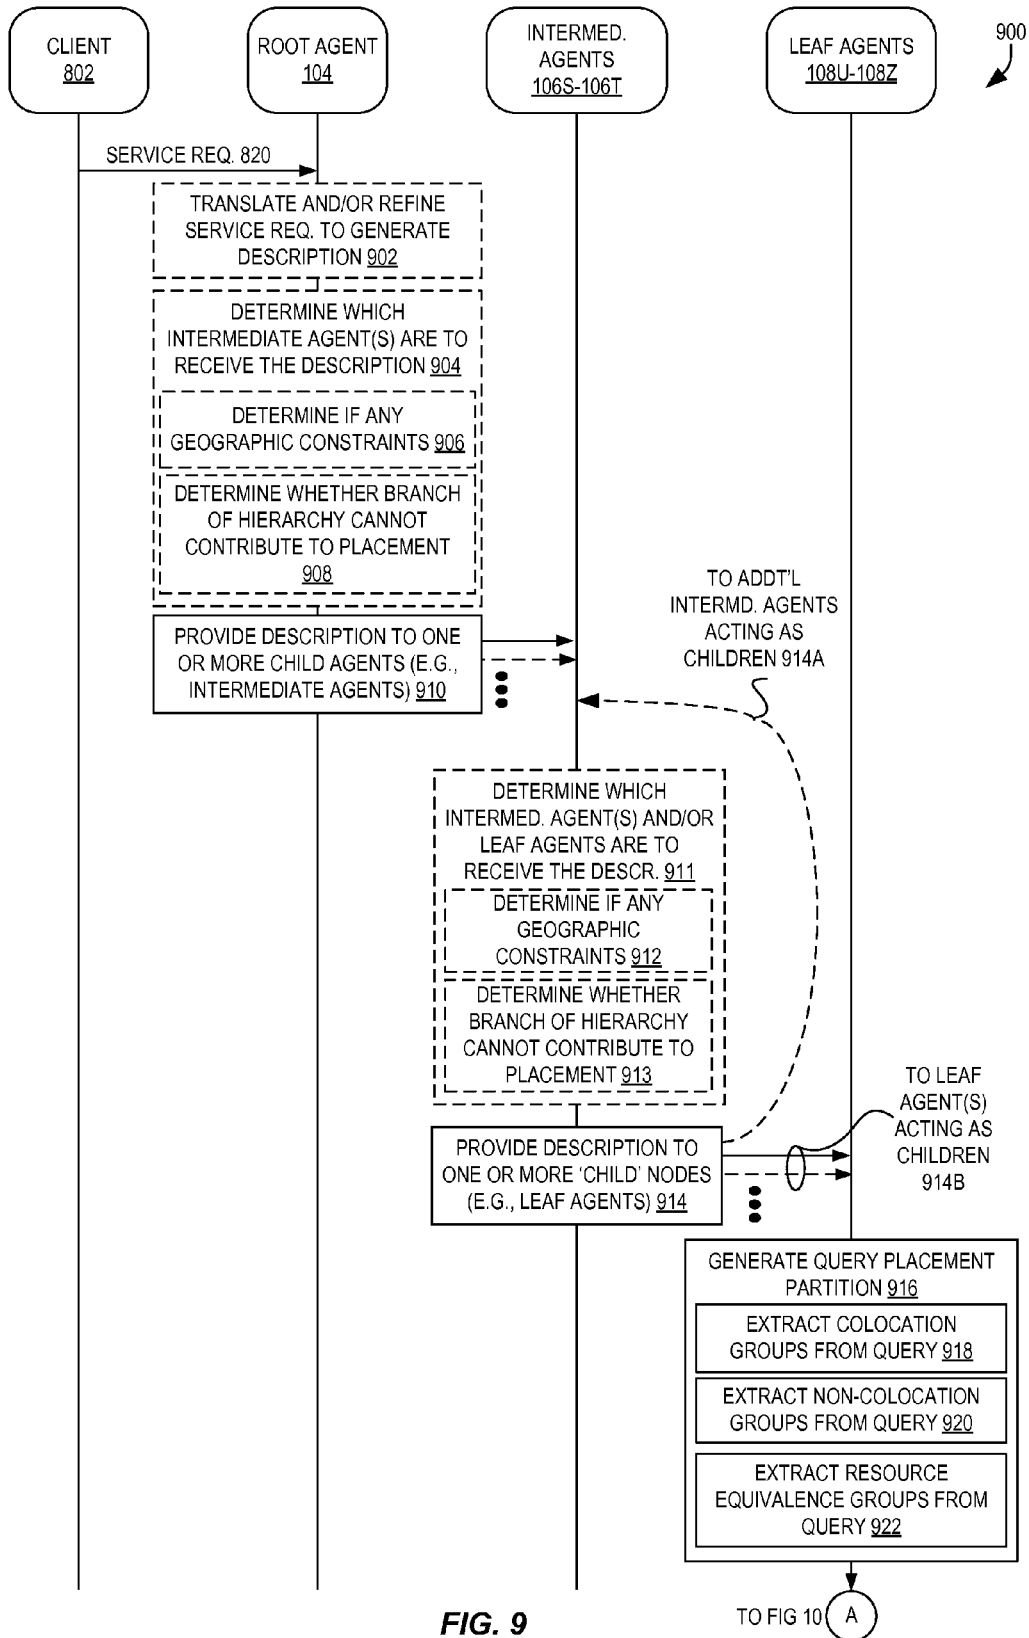 CLIENT
802
ROOT AGENT
104
INTERMED.
AGENTS
106S-106T
LEAF AGENTS
108U-108Z
900
SERVICE REQ. 820
TRANSLATE AND/OR REFINE
SERVICE REQ. TO GENERATE
DESCRIPTION 902
DETERMINE WHICH
INTERMEDIATE AGENT(S) ARE TO
RECEIVE THE DESCRIPTION 904
DETERMINE IF ANY
GEOGRAPHIC CONSTRAINTS 906
DETERMINE WHETHER BRANCH
OF HIERARCHY CANNOT
CONTRIBUTE TO PLACEMENT
908
PROVIDE DESCRIPTION TO ONE
OR MORE CHILD AGENTS (E.G.,
INTERMEDIATE AGENTS) 910
TO ADDT'L
INTERMD. AGENTS
ACTING AS
CHILDREN 914A
DETERMINE WHICH
INTERMED. AGENT(S) AND/OR
LEAF AGENTS ARE TO
RECEIVE THE DESCR. 911
DETERMINE IF ANY
GEOGRAPHIC
CONSTRAINTS 912
DETERMINE WHETHER
BRANCH OF HIERARCHY
CANNOT CONTRIBUTE TO
PLACEMENT 913
PROVIDE DESCRIPTION TO
ONE OR MORE 'CHILD' NODES
(E.G., LEAF AGENTS) 914
TO LEAF
AGENT(S)
ACTING AS
CHILDREN
914B
GENERATE QUERY PLACEMENT
PARTITION 916
EXTRACT COLOCATION
GROUPS FROM QUERY 918
EXTRACT NON-COLOCATION
GROUPS FROM QUERY 920
EXTRACT RESOURCE
EQUIVALENCE GROUPS FROM
QUERY 922
TO FIG 10
A
FIG. 9